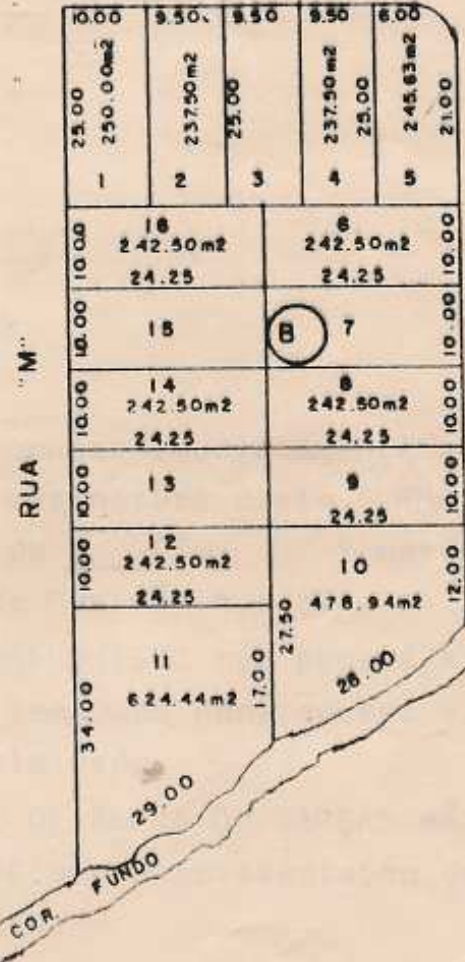 10.00 9.50 9.50 9.50 6.00
25.00 250.00m2 237.50m2 25.00 237.50m2 25.00 245.63m2 21.00
1 2 3 4 5
10.00 16 6 10.00
242.50m2 242.50m2
24.25 24.25
10.00 15 B 7 10.00
10.00 14 8 10.00
242.50m2 242.50m2
24.25 24.25
10.00 13 9 10.00
24.25
10.00 12 10 12.00
242.50m2 478.94m2
24.25 27.50
11
624.44m2
34.00 17.00 28.00
29.00
RUA "M"
COR. FUNDO